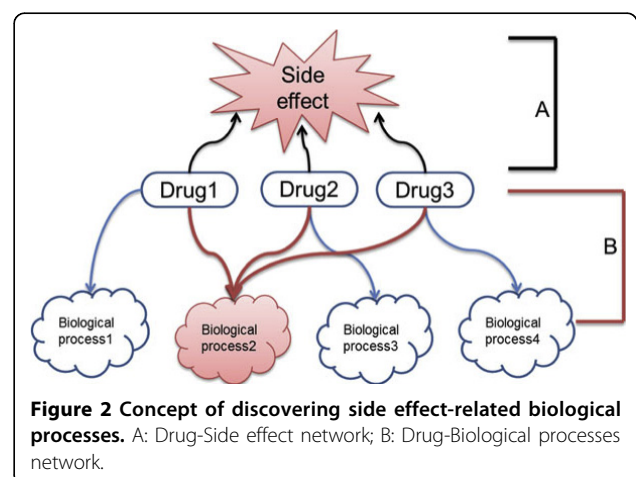 Side
effect
A
Drug1 Drug2 Drug3
B
Biological
process1
Biological
process2
Biological
process3
Biological
process4
Figure 2 Concept of discovering side effect-related biological
processes. A: Drug-Side effect network; B: Drug-Biological processes
network.